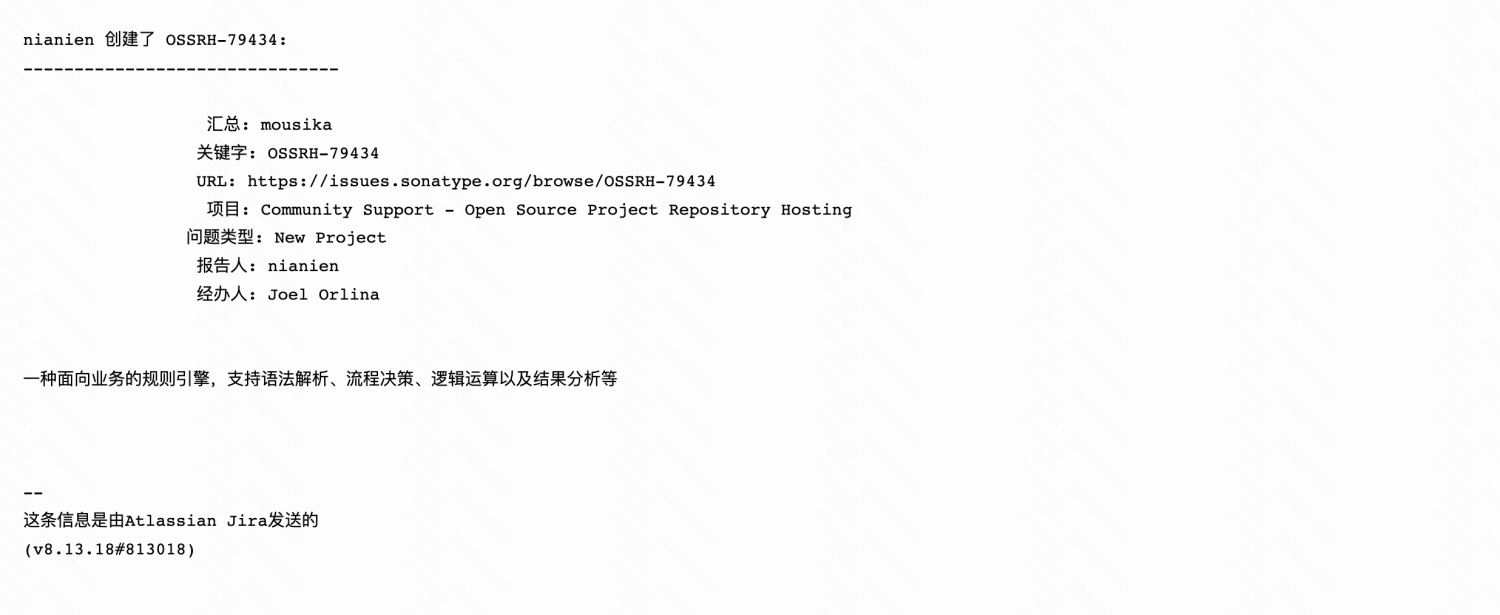 nianien 创建了 OSSRH-79434:
-------------------------------
汇总: mousika
关键字: OSSRH-79434
URL: https://issues.sonatype.org/browse/OSSRH-79434
项目: Community Support - Open Source Project Repository Hosting
问题类型: New Project
报告人: nianien
经办人: Joel Orlina
一种面向业务的规则引擎，支持语法解析、流程决策、逻辑运算以及结果分析等
--
这条信息是由Atlassian Jira发送的
(v8.13.18#813018)